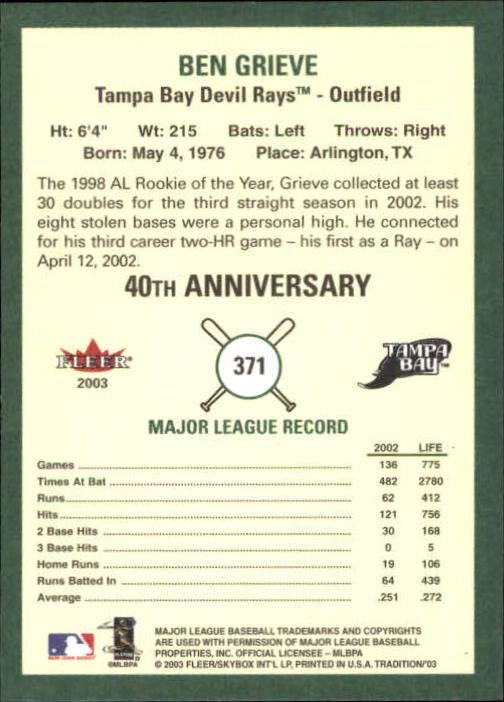 BEN GRIEVE
Tampa Bay Devil Rays™ - Outfield
Ht: 6'4" Wt: 215 Bats: Left Throws: Right
Born: May 4, 1976 Place: Arlington, TX
The 1998 AL Rookie of the Year, Grieve collected at least
30 doubles for the third straight season in 2002. His
eight stolen bases were a personal high. He connected
for his third career two-HR game – his first as a Ray – on
April 12, 2002.
40TH ANNIVERSARY
FLEER®
2003
371
TAMPA
BAY™
MAJOR LEAGUE RECORD
2002 LIFE
Games 136 775
Times At Bat 482 2780
Runs 62 412
Hits 121 756
2 Base Hits 30 168
3 Base Hits 0 5
Home Runs 19 106
Runs Batted In 64 439
Average .251 .272
©MLBPA
MAJOR LEAGUE BASEBALL TRADEMARKS AND COPYRIGHTS
ARE USED WITH PERMISSION OF MAJOR LEAGUE BASEBALL
PROPERTIES, INC. OFFICIAL LICENSEE – MLBPA
© 2003 FLEER/SKYBOX INT'L LP, PRINTED IN U.S.A. TRADITION'03